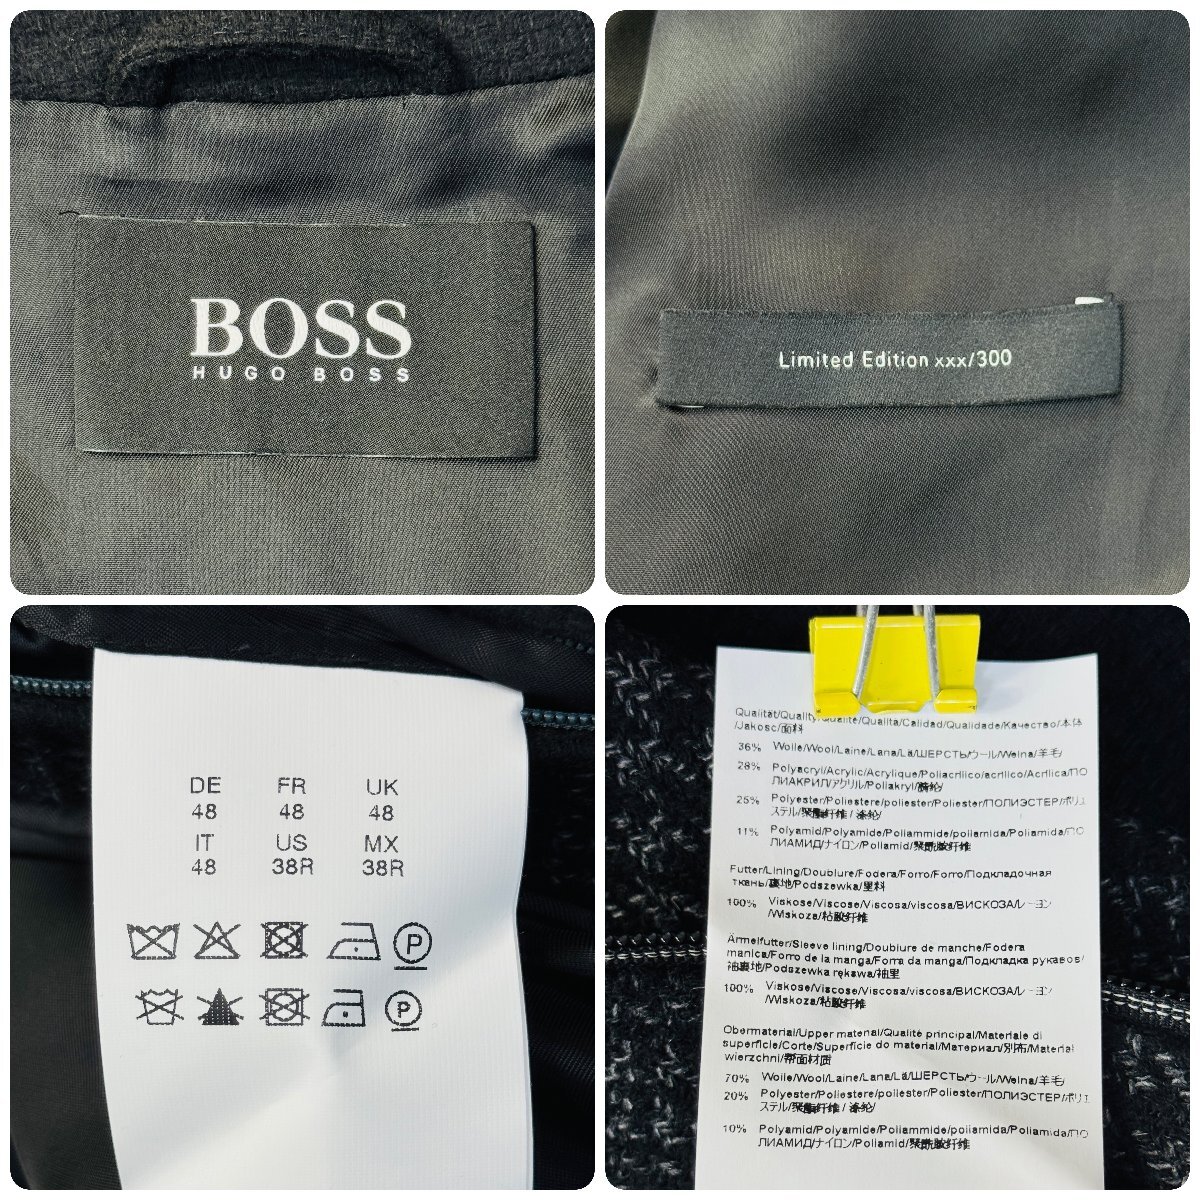 BOSS
HUGO BOSS
Limited Edition xxx/300
DE FR UK
48 48 48
IT US MX
48 38R 38R
P
P
Qualität/Quality/Qualité/Qualita/Calidad/Qualidade/Качество/本体
/Jakosc/面料
36% Wolle/Wool/Laine/Lana/Lã/ШЕРСТЬ/ウール/Wełna/羊毛/
28% Polyacryl/Acrylic/Acrylique/Poliacrilico/acrilico/Acrílica/ПО
ЛИАКРИЛ/アクリル/Poliakryl/腈纶/
25% Polyester/Poliestere/poliester/Poliester/ПОЛИЭСТЕР/ポリエ
ステル/聚酯纤维 / 涤纶/
11% Polyamid/Polyamide/Poliammide/poliamida/Poliamida/ПО
ЛИАМИД/ナイロン/Poliamid/聚酰胺纤维
Futter/Lining/Doublure/Fodera/Forro/Forro/Подкладочная
ткань/裏地/Podszewka/里料
100% Viskose/Viscose/Viscosa/viscosa/ВИСКОЗА/レーヨン
/Wiskoza/粘胶纤维
Ärmelfutter/Sleeve lining/Doublure de manche/Fodera
manica/Forro de la manga/Forra da manga/Подкладка рукавов/
袖裏地/Podszewka rękawa/袖里
100% Viskose/Viscose/Viscosa/viscosa/ВИСКОЗА/レーヨン
/Wiskoza/粘胶纤维
Obermaterial/Upper material/Qualité principal/Materiale di
superficie/Corte/Superfície do material/Материал/別布/Materiał
wierzchni/帮面材质
70% Wolle/Wool/Laine/Lana/Lã/ШЕРСТЬ/ウール/Wełna/羊毛/
20% Polyester/Poliestere/poliester/Poliester/ПОЛИЭСТЕР/ポリエ
ステル/聚酯纤维 / 涤纶/
10% Polyamid/Polyamide/Poliammide/poliamida/Poliamida/ПО
ЛИАМИД/ナイロン/Poliamid/聚酰胺纤维